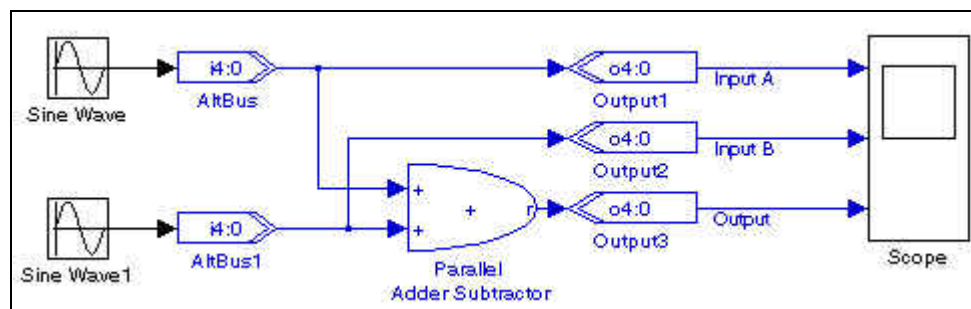 i4:0
o4:0
Input A
Sine Wave
AltBus
Output1
o4:0
Input B
Output2
+
+
+
r
i4:0
o4:0
Output
Sine Wave1
AltBus1
Output3
Parallel
Adder Subtractor
Scope